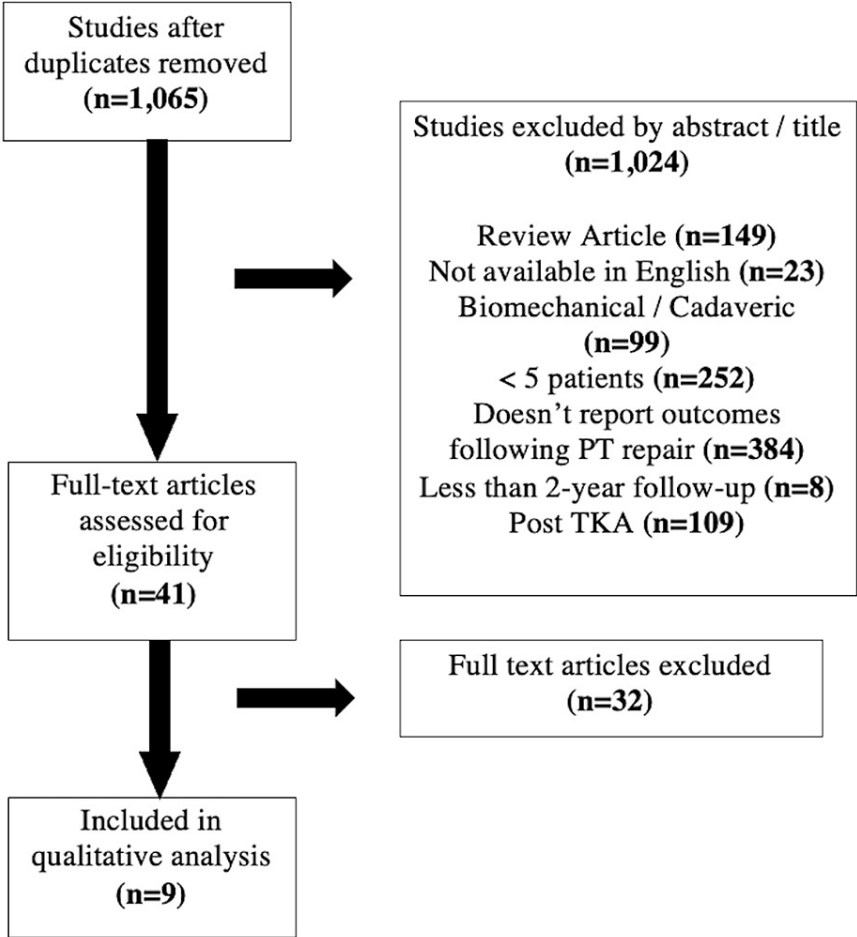 Studies after
duplicates removed
(n=1,065)
Studies excluded by abstract / title
(n=1,024)
Review Article (n=149)
Not available in English (n=23)
Biomechanical / Cadaveric
(n=99)
< 5 patients (n=252)
Doesn’t report outcomes
following PT repair (n=384)
Less than 2-year follow-up (n=8)
Post TKA (n=109)
Full-text articles
assessed for
eligibility
(n=41)
Full text articles excluded
(n=32)
Included in
qualitative analysis
(n=9)